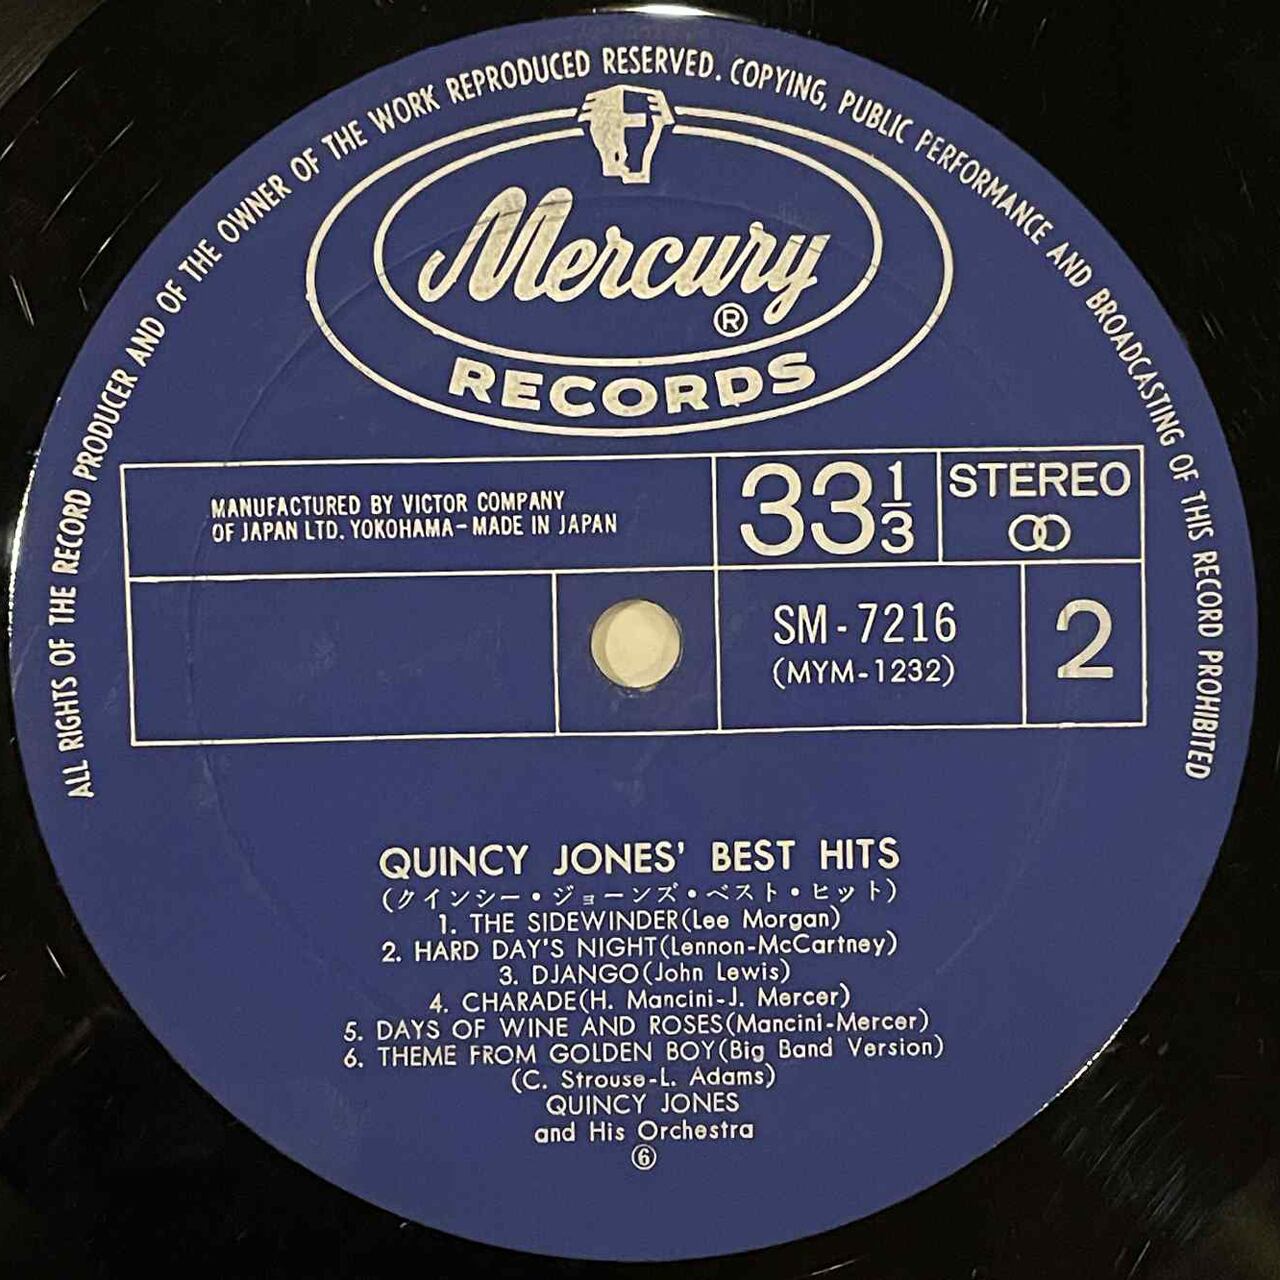 ALL RIGHTS OF THE RECORD PRODUCER AND OF THE OWNER OF THE WORK REPRODUCED RESERVED. COPYING, PUBLIC PERFORMANCE AND BROADCASTING OF THIS RECORD PROHIBITED
Mercury
®
RECORDS
MANUFACTURED BY VICTOR COMPANY
OF JAPAN LTD. YOKOHAMA-MADE IN JAPAN
33 1/3
STEREO
SM-7216
(MYM-1232)
2
QUINCY JONES' BEST HITS
(クインシー・ジョーンズ・ベスト・ヒット)
1. THE SIDEWINDER(Lee Morgan)
2. HARD DAY'S NIGHT(Lennon-McCartney)
3. DJANGO(John Lewis)
4. CHARADE(H. Mancini-J. Mercer)
5. DAYS OF WINE AND ROSES(Mancini-Mercer)
6. THEME FROM GOLDEN BOY(Big Band Version)
(C. Strouse-L. Adams)
QUINCY JONES
and His Orchestra
⑥